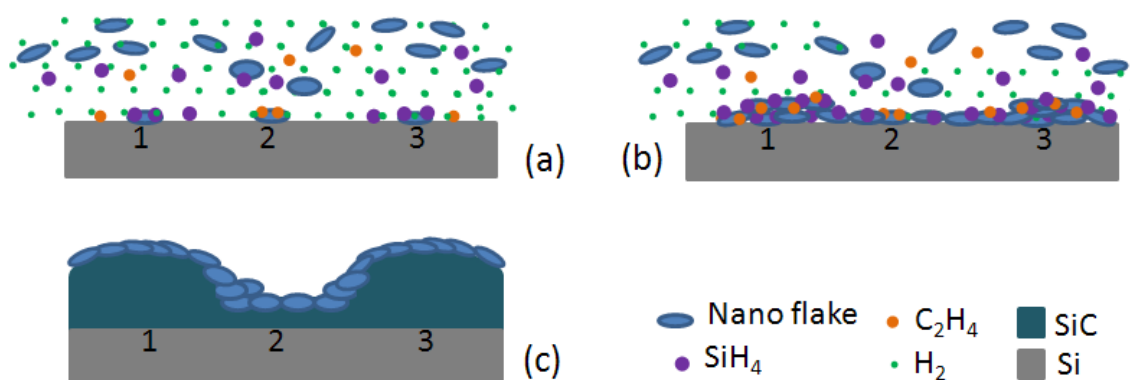 1 2 3 (a)
1 2 3 (b)
1 2 3 (c)
Nano flake C₂H₄ SiC
SiH₄ H₂ Si